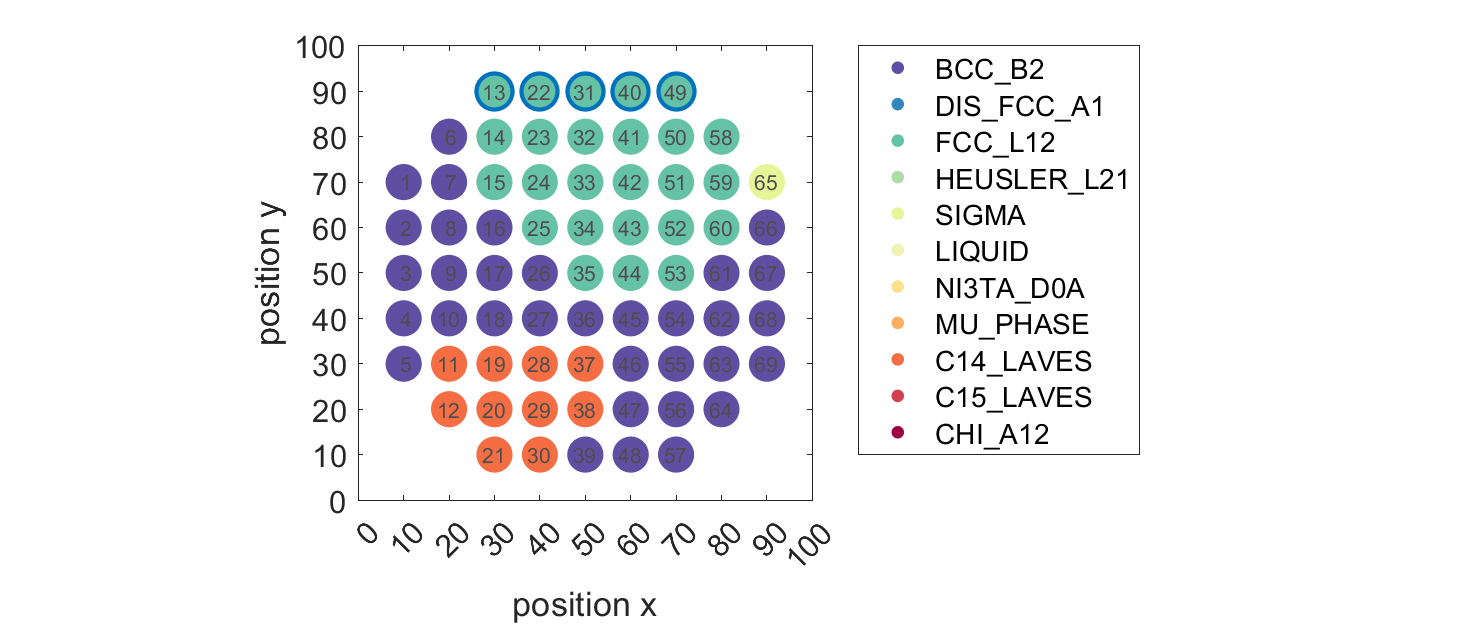 100
90
80
70
60
50
40
30
20
10
0
position y
13 22 31 40 49
6 14 23 32 41 50 58
1 7 15 24 33 42 51 59 65
2 8 16 25 34 43 52 60 66
3 9 17 26 35 44 53 61 67
4 10 18 27 36 45 54 62 68
5 11 19 28 37 46 55 63 69
12 20 29 38 47 56 64
21 30 39 48 57
0 10 20 30 40 50 60 70 80 90 100
position x
BCC_B2
DIS_FCC_A1
FCC_L12
HEUSLER_L21
SIGMA
LIQUID
NI3TA_D0A
MU_PHASE
C14_LAVES
C15_LAVES
CHI_A12